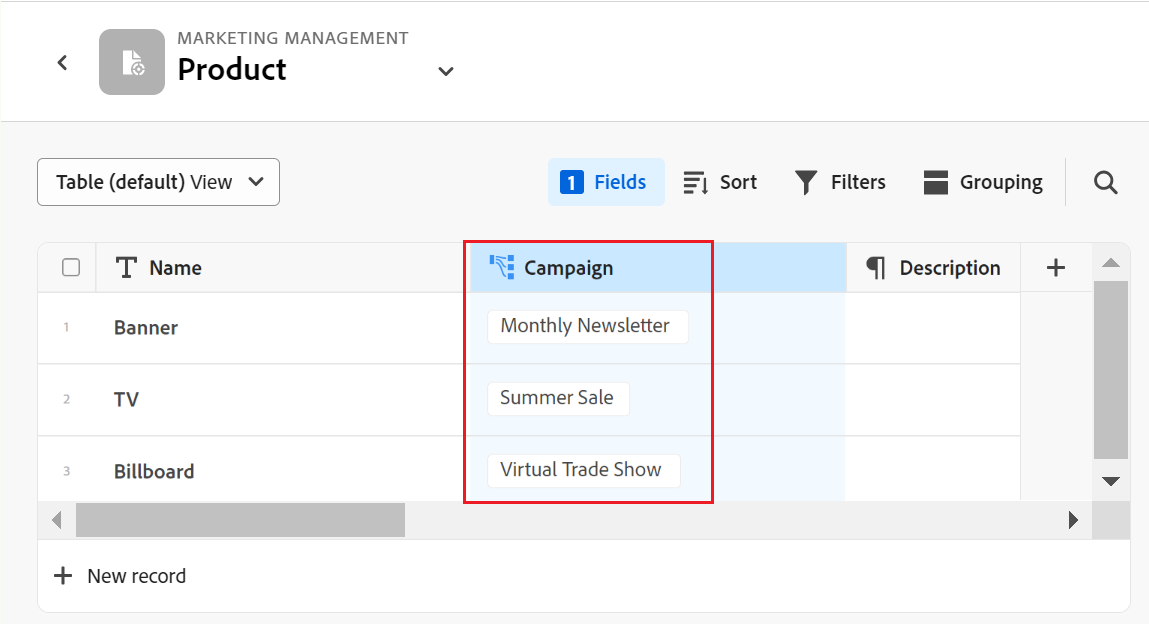 MARKETING MANAGEMENT
Product
Table (default) View
1 Fields Sort Filters Grouping
Name Campaign Description
1 Banner Monthly Newsletter
2 TV Summer Sale
3 Billboard Virtual Trade Show
New record